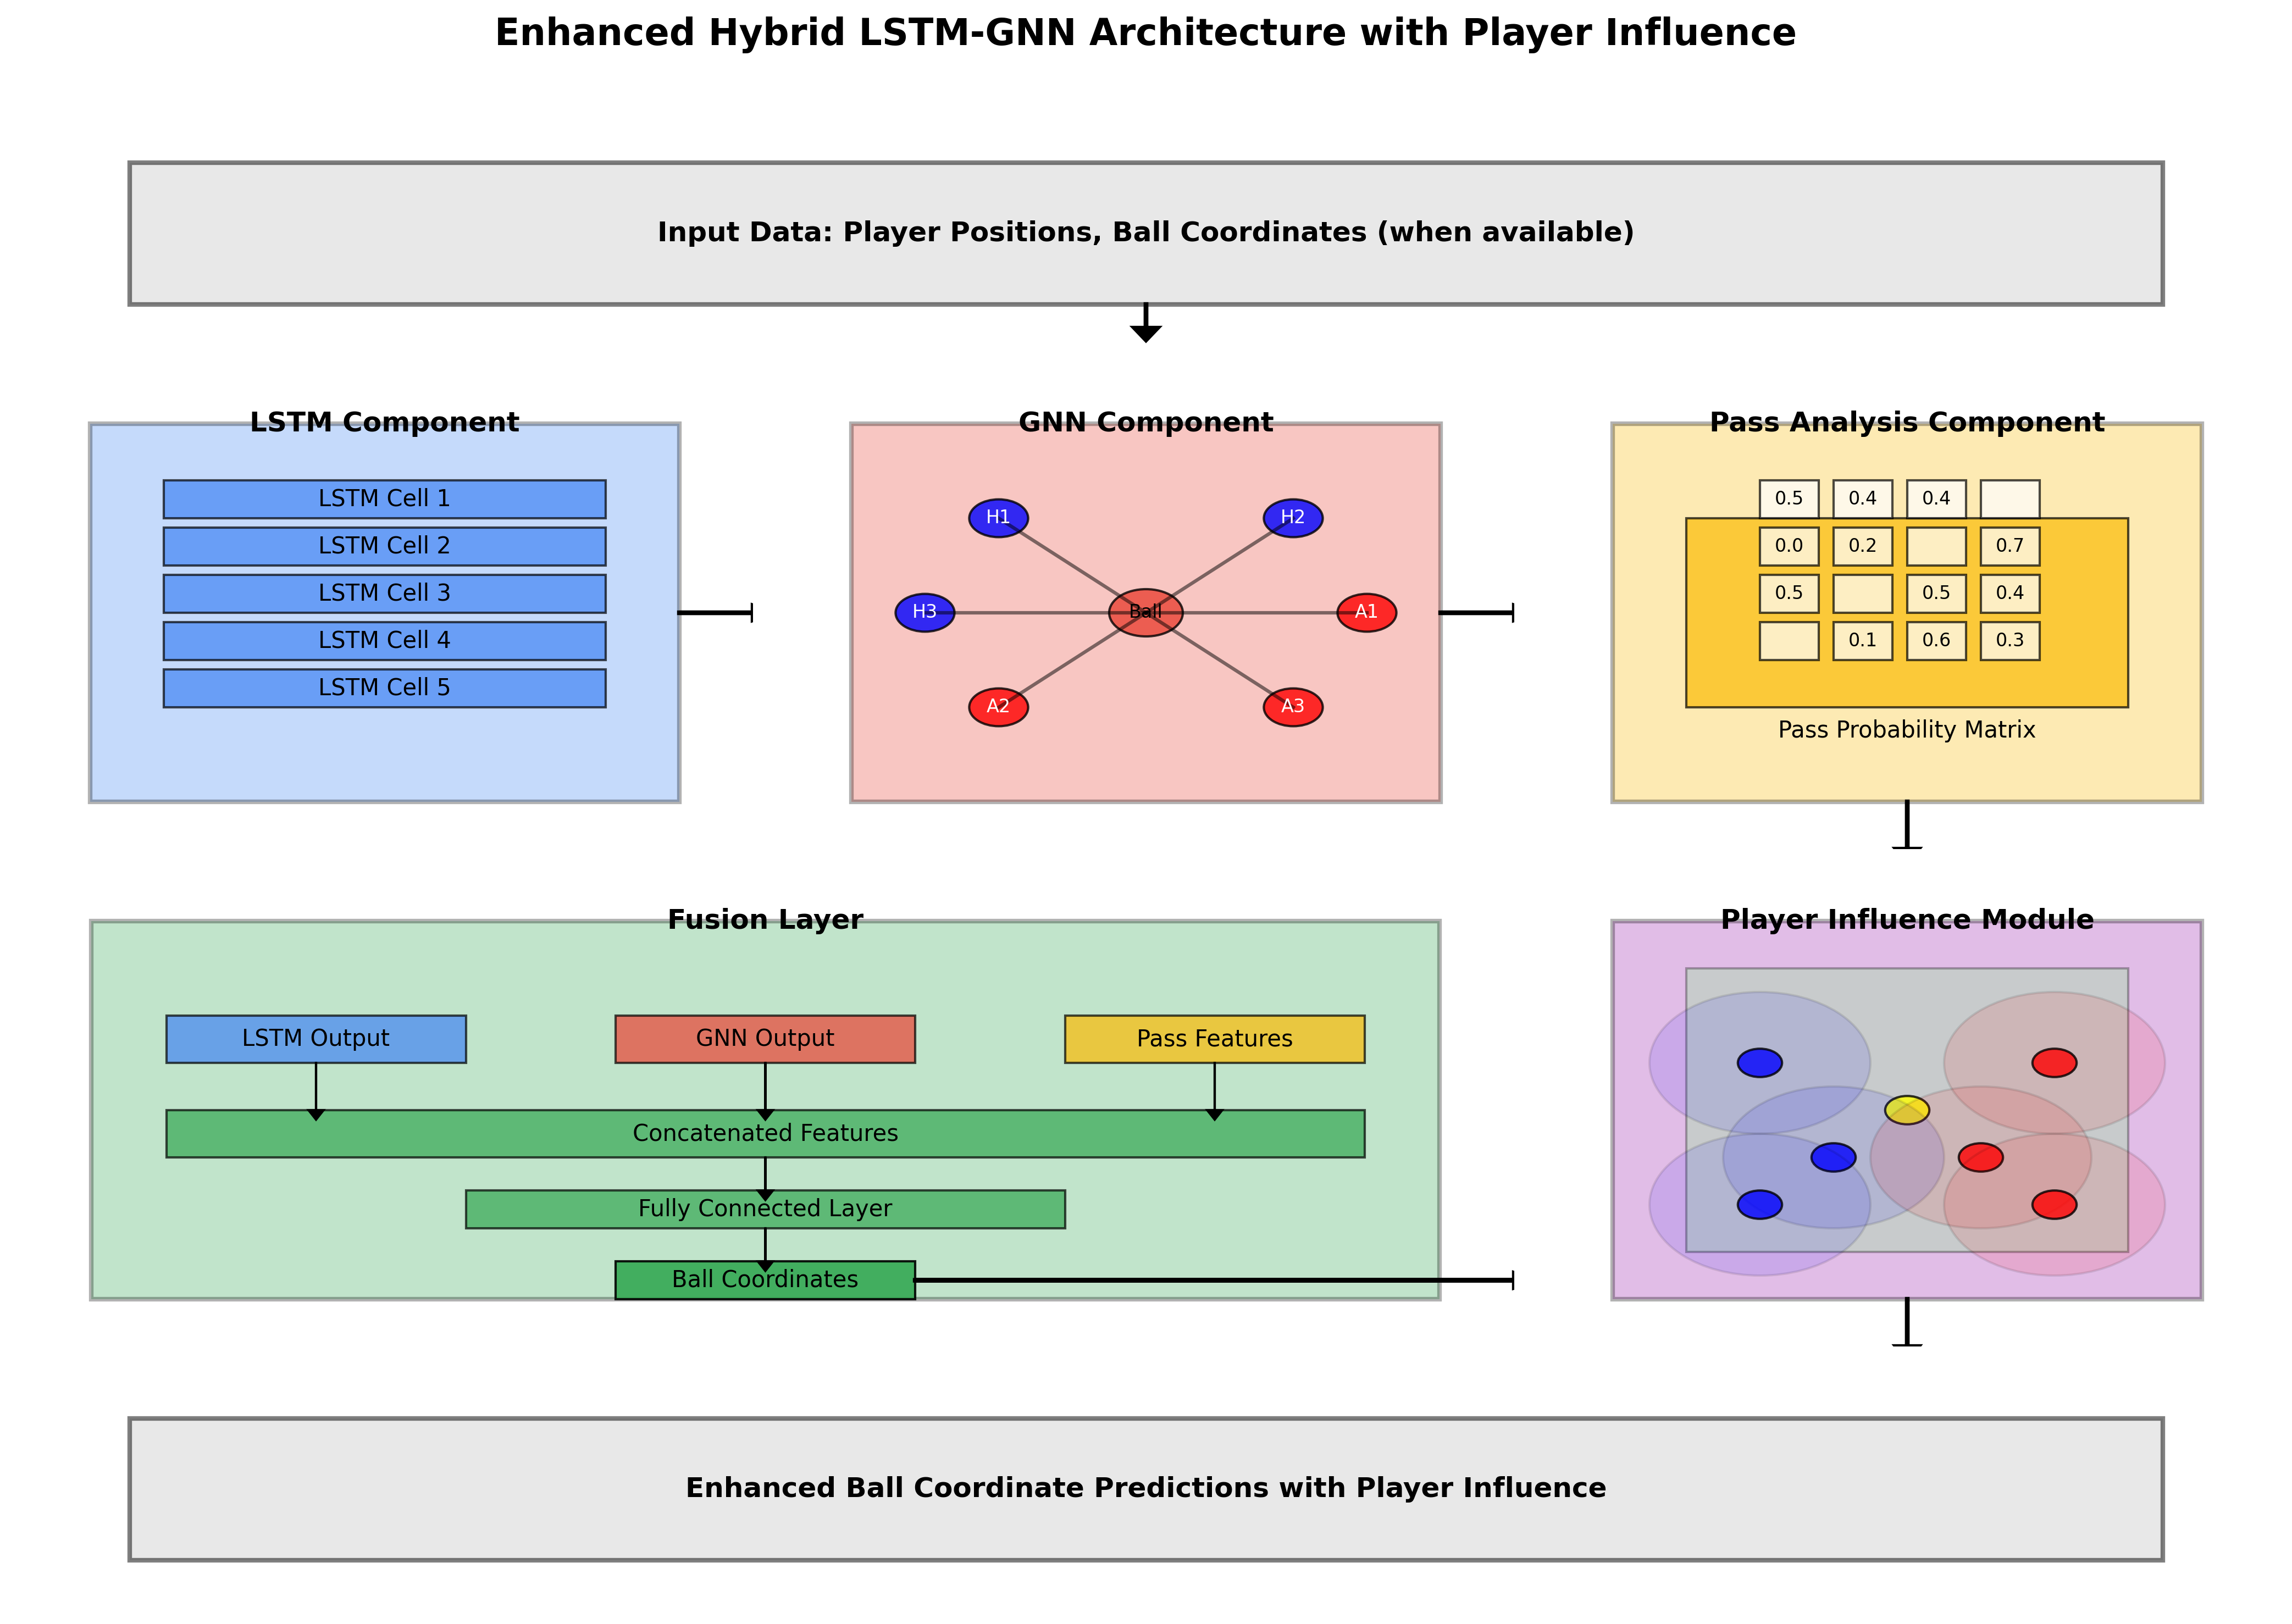 Enhanced Hybrid LSTM-GNN Architecture with Player Influence
Input Data: Player Positions, Ball Coordinates (when available)
LSTM Component
LSTM Cell 1
LSTM Cell 2
LSTM Cell 3
LSTM Cell 4
LSTM Cell 5
GNN Component
H1
H2
H3
Ball
A1
A2
A3
Pass Analysis Component
0.5 0.4 0.4
0.0 0.2 0.7
0.5 0.5 0.4
0.1 0.6 0.3
Pass Probability Matrix
Fusion Layer
LSTM Output
GNN Output
Pass Features
Concatenated Features
Fully Connected Layer
Ball Coordinates
Player Influence Module
Enhanced Ball Coordinate Predictions with Player Influence